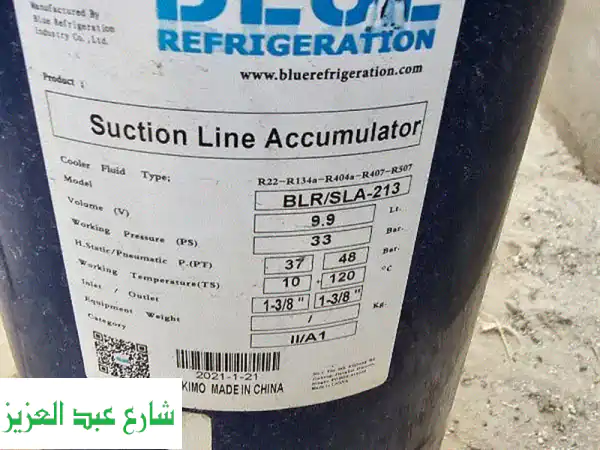 Manufactured By
Blue Refrigeration
Industry Co.,Ltd.
BLUE
REFRIGERATION
www.bluerefrigeration.com
Product :
Suction Line Accumulator
Cooler Fluid Type: R22-R134a-R404a-R407-R507
Model BLR/SLA-213
Volume (V) 9.9 Lt.
Working Pressure (PS) 33 Bar.
H.Static/Pneumatic P.(PT) 37 48 Bar.
Working Temperature(TS) 10 - 120 °C
Inlet / Outlet 1-3/8 " 1-3/8 "
Equipment Weight / Kg.
Category II/A1
2021-1-21
KIMO MADE IN CHINA
شارع عبد العزيز